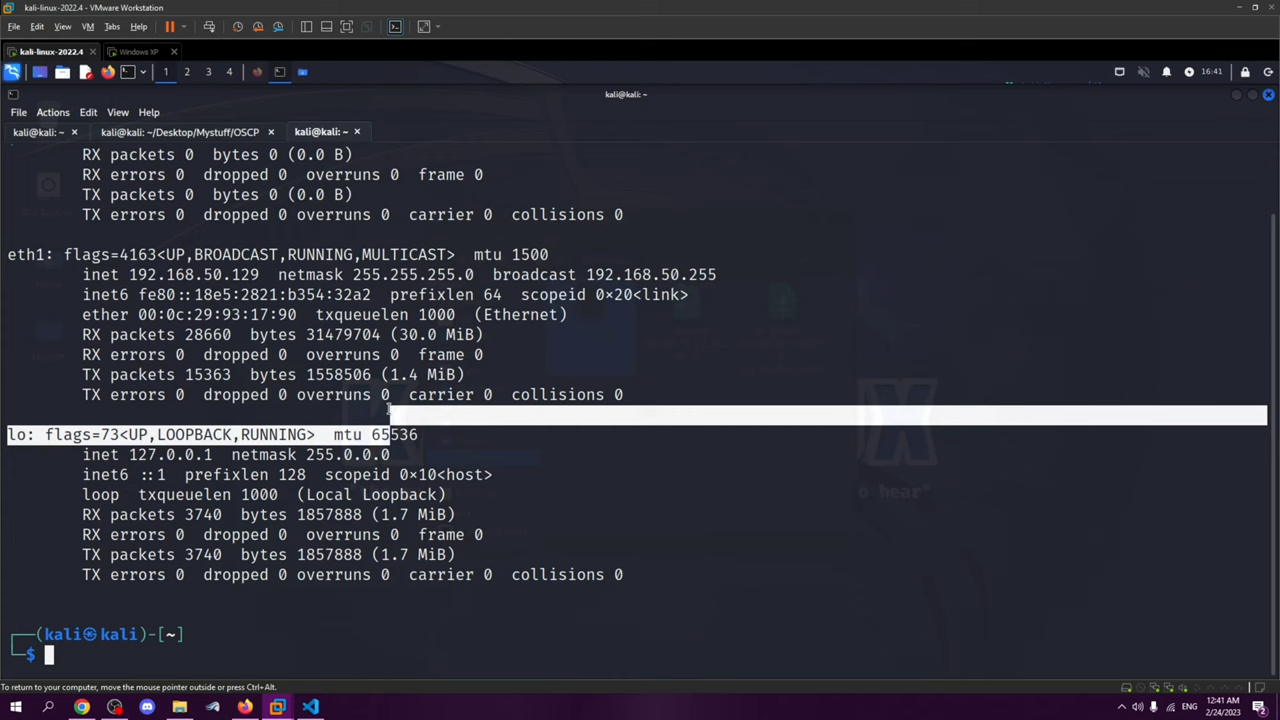 kali-linux-2022.4 - VMware Workstation
File Edit View VM Tabs Help
kali-linux-2022.4 Windows XP
1 2 3 4 16:41
kali@kali: ~
File Actions Edit View Help
kali@kali: ~ kali@kali: ~/Desktop/Mystuff/OSCP kali@kali: ~
RX packets 0 bytes 0 (0.0 B)
RX errors 0 dropped 0 overruns 0 frame 0
TX packets 0 bytes 0 (0.0 B)
TX errors 0 dropped 0 overruns 0 carrier 0 collisions 0
eth1: flags=4163<UP,BROADCAST,RUNNING,MULTICAST> mtu 1500
inet 192.168.50.129 netmask 255.255.255.0 broadcast 192.168.50.255
inet6 fe80::18e5:2821:b354:32a2 prefixlen 64 scopeid 0×20<link>
ether 00:0c:29:93:17:90 txqueuelen 1000 (Ethernet)
RX packets 28660 bytes 31479704 (30.0 MiB)
RX errors 0 dropped 0 overruns 0 frame 0
TX packets 15363 bytes 1558506 (1.4 MiB)
TX errors 0 dropped 0 overruns 0 carrier 0 collisions 0
lo: flags=73<UP,LOOPBACK,RUNNING> mtu 65536
inet 127.0.0.1 netmask 255.0.0.0
inet6 ::1 prefixlen 128 scopeid 0×10<host>
loop txqueuelen 1000 (Local Loopback)
o hear"
RX packets 3740 bytes 1857888 (1.7 MiB)
RX errors 0 dropped 0 overruns 0 frame 0
TX packets 3740 bytes 1857888 (1.7 MiB)
TX errors 0 dropped 0 overruns 0 carrier 0 collisions 0
┌──(kali㉿kali)-[~]
└─$
To return to your computer, move the mouse pointer outside or press Ctrl+Alt.
ENG 12:41 AM
2/24/2023 2